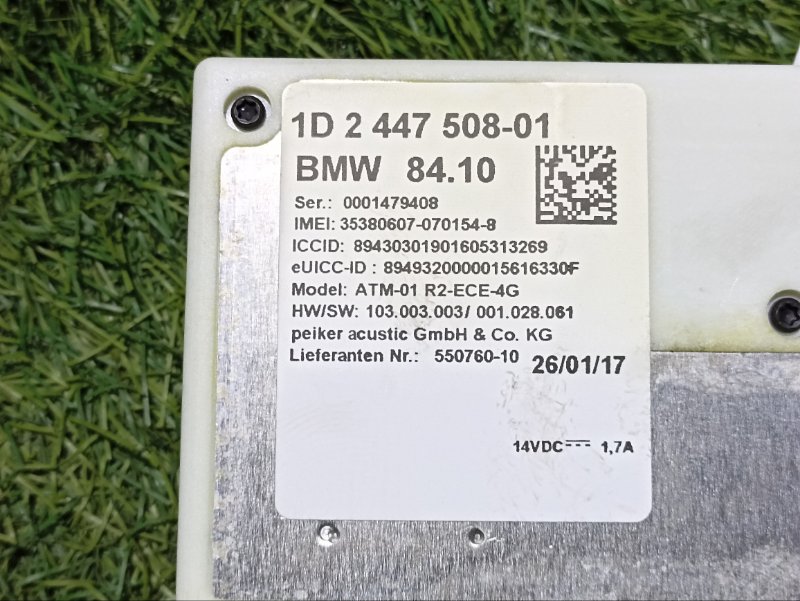 1D 2 447 508-01
BMW 84.10
Ser.: 0001479408
IMEI: 35380607-070154-8
ICCID: 89430301901605313269
eUICC-ID : 8949320000015616330F
Model: ATM-01 R2-ECE-4G
HW/SW: 103.003.003/ 001.028.061
peiker acustic GmbH & Co. KG
Lieferanten Nr.: 550760-10
26/01/17
14VDC⎓ 1,7A